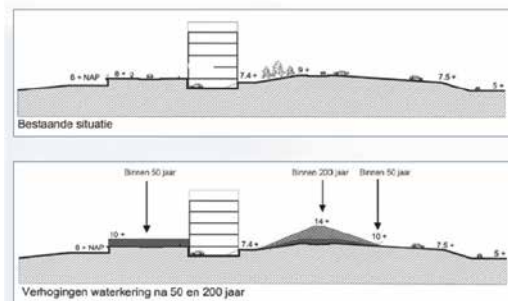 6 + NAP
8 +
7.4 +
9 +
7.5 +
5 +
Bestaande situatie
Binnen 50 jaar
Binnen 200 jaar
Binnen 50 jaar
14 +
10 +
10 +
6 + NAP
7.4 +
7.5 +
5 +
Verhogingen waterkering na 50 en 200 jaar